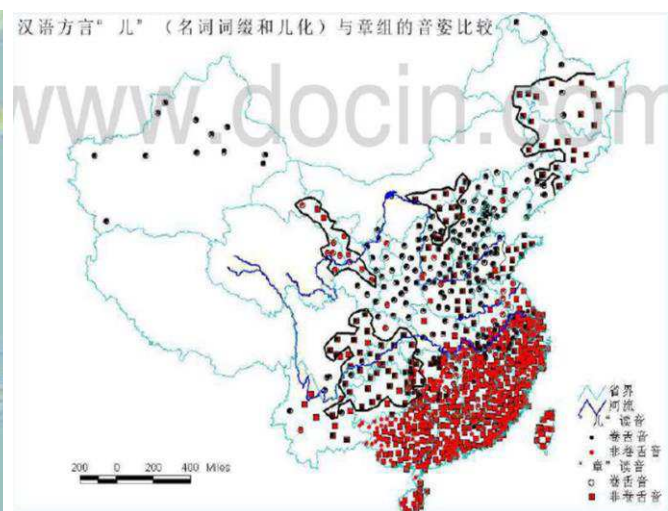 汉语方言“儿”（名词词缀和儿化）与章组的音姿比较
www.docin.com
省界
河流
“儿”读音
卷舌音
非卷舌音
“章”读音
卷舌音
非卷舌音
200 0 200 400 Miles